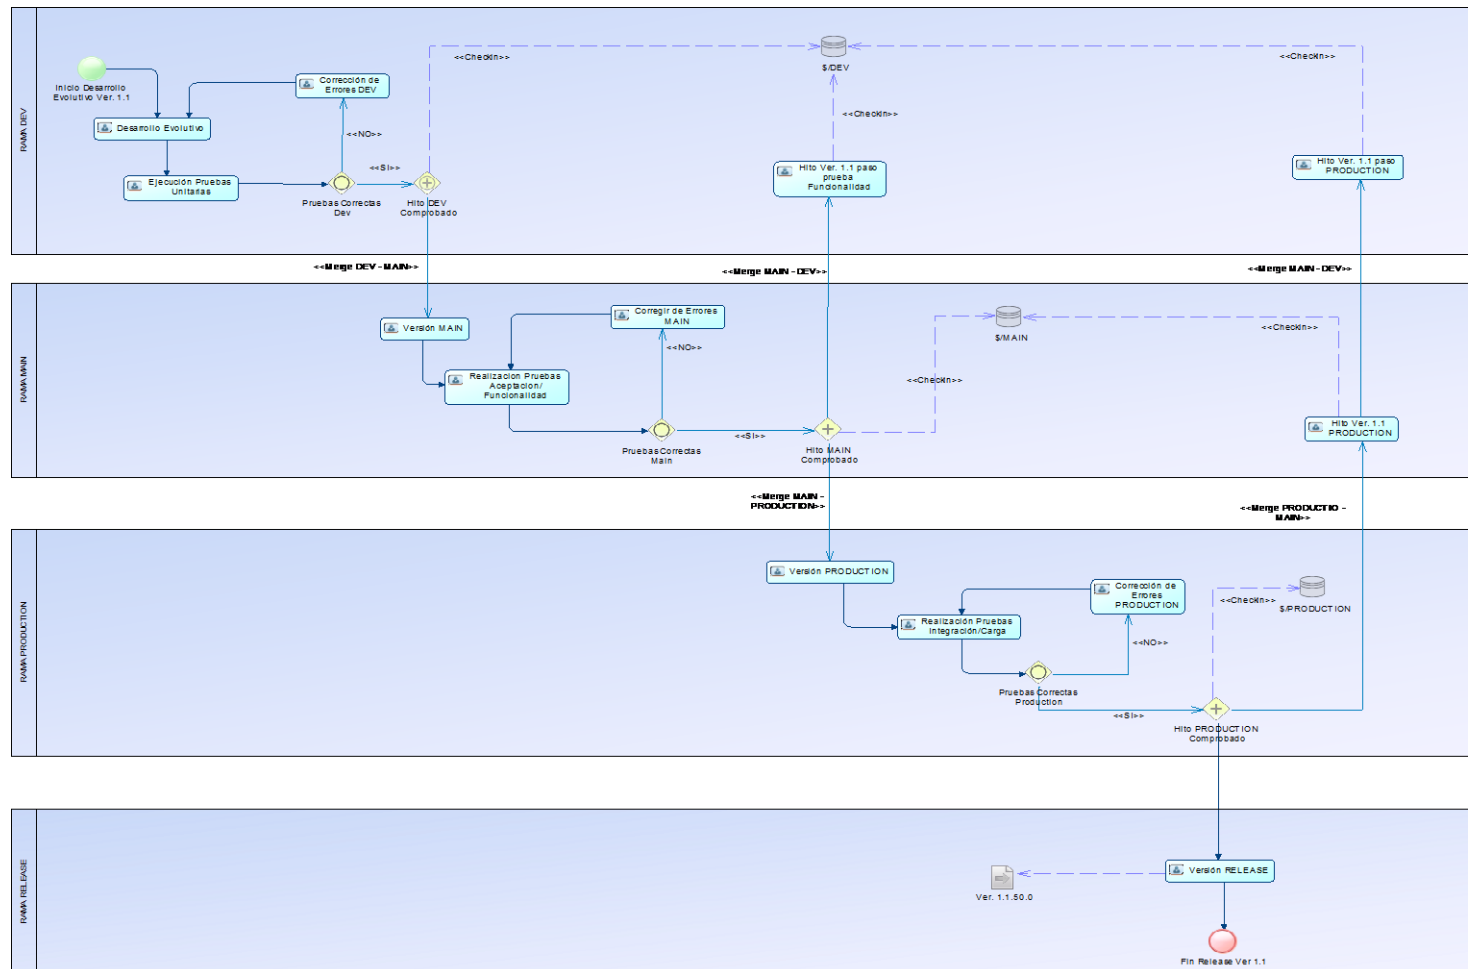 RAMA DEV
Inicio Desarrollo
Evolutivo Ver. 1.1
Corrección de
Errores DEV
Desarrollo Evolutivo
<<NO>>
Ejecución Pruebas
Unitarias
<<SI>>
Pruebas Correctas
Dev
Hito DEV
Comprobado
<<CheckIn>>
$/DEV
<<CheckIn>>
<<CheckIn>>
Hito Ver. 1.1 paso
prueba
Funcionalidad
Hito Ver. 1.1 paso
PRODUCTION
<<Merge DEV - MAIN>>
<<Merge MAIN - DEV>>
<<Merge MAIN - DEV>>
RAMA MAIN
Versión MAIN
Corregir de Errores
MAIN
<<NO>>
Realizacion Pruebas
Aceptacion/
Funcionalidad
Pruebas Correctas
Main
<<SI>>
Hito MAIN
Comprobado
<<CheckIn>>
$/MAIN
<<CheckIn>>
Hito Ver. 1.1
PRODUCTION
<<Merge MAIN -
PRODUCTION>>
<<Merge PRODUCTIO -
MAIN>>
RAMA PRODUCTION
Versión PRODUCTION
Corrección de
Errores
PRODUCTION
Realización Pruebas
Integración/Carga
<<NO>>
Pruebas Correctas
Production
<<SI>>
<<CheckIn>>
$/PRODUCTION
Hito PRODUCTION
Comprobado
RAMA RELEASE
Versión RELEASE
Ver. 1.1.50.0
Fin Release Ver 1.1